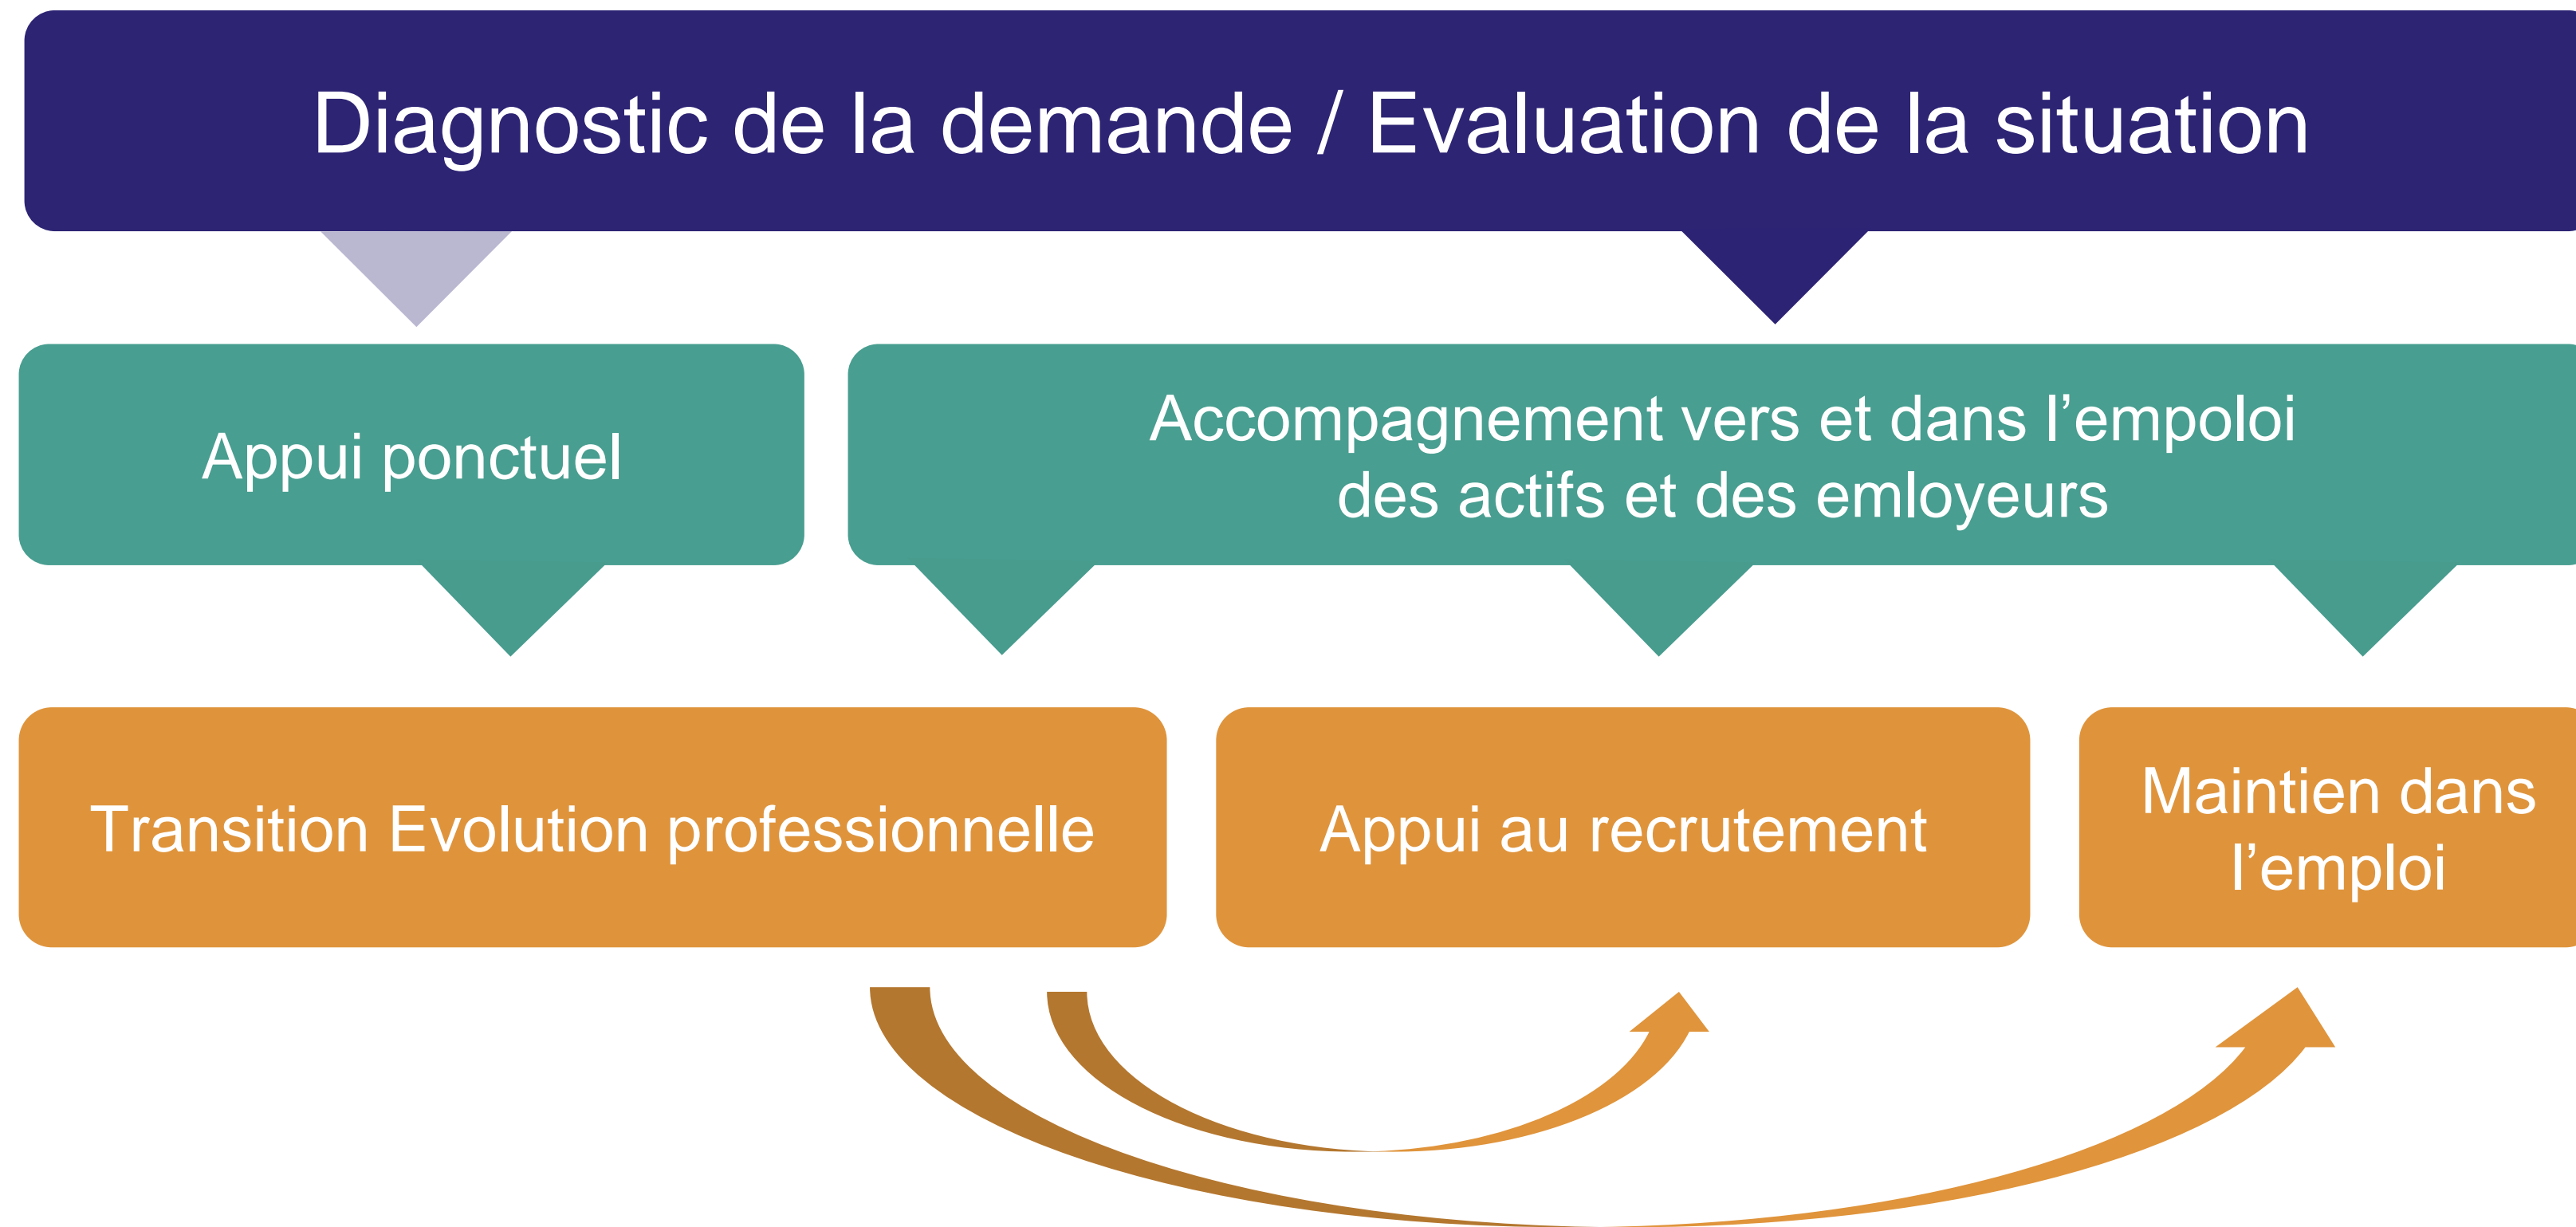 Diagnostic de la demande / Evaluation de la situation
Appui ponctuel
Accompagnement vers et dans l’empoloi
des actifs et des emloyeurs
Transition Evolution professionnelle
Appui au recrutement
Maintien dans
l’emploi